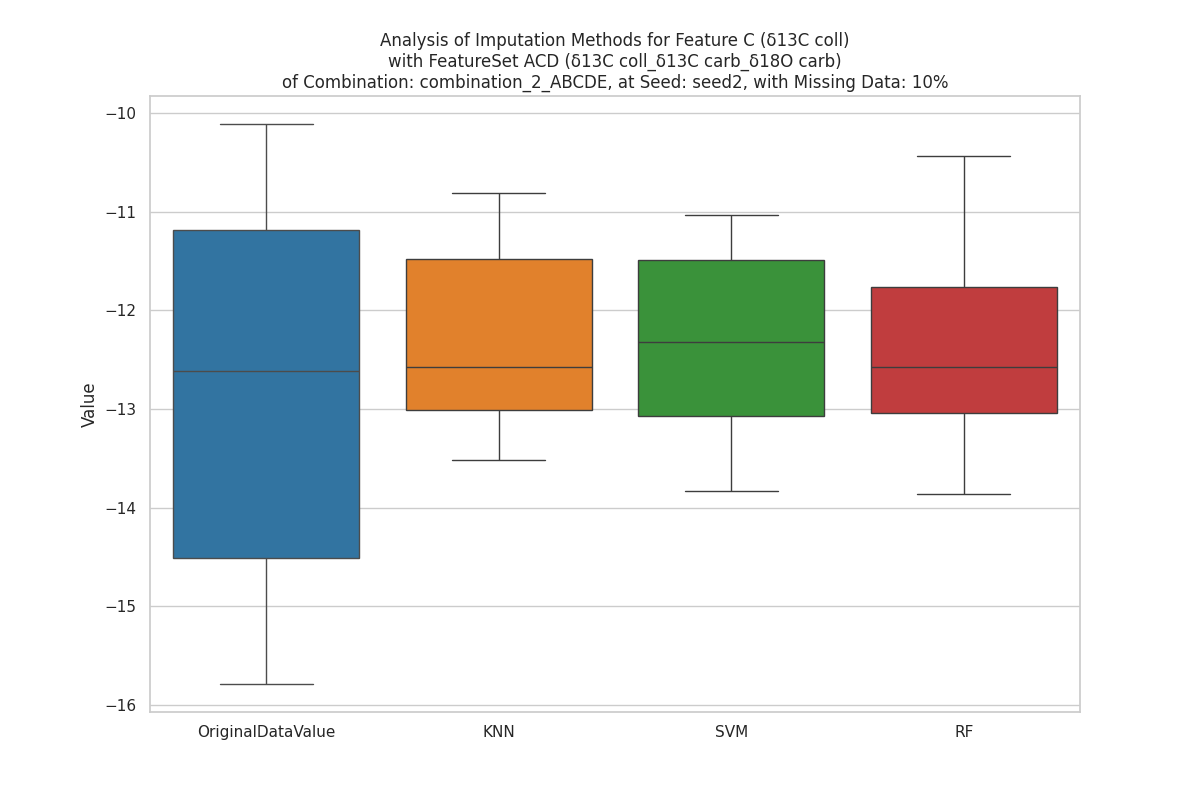 Analysis of Imputation Methods for Feature C (δ13C coll)
with FeatureSet ACD (δ13C coll_δ13C carb_δ18O carb)
of Combination: combination_2_ABCDE, at Seed: seed2, with Missing Data: 10%
−10
−11
−12
−13
−14
−15
−16
Value
OriginalDataValue KNN SVM RF